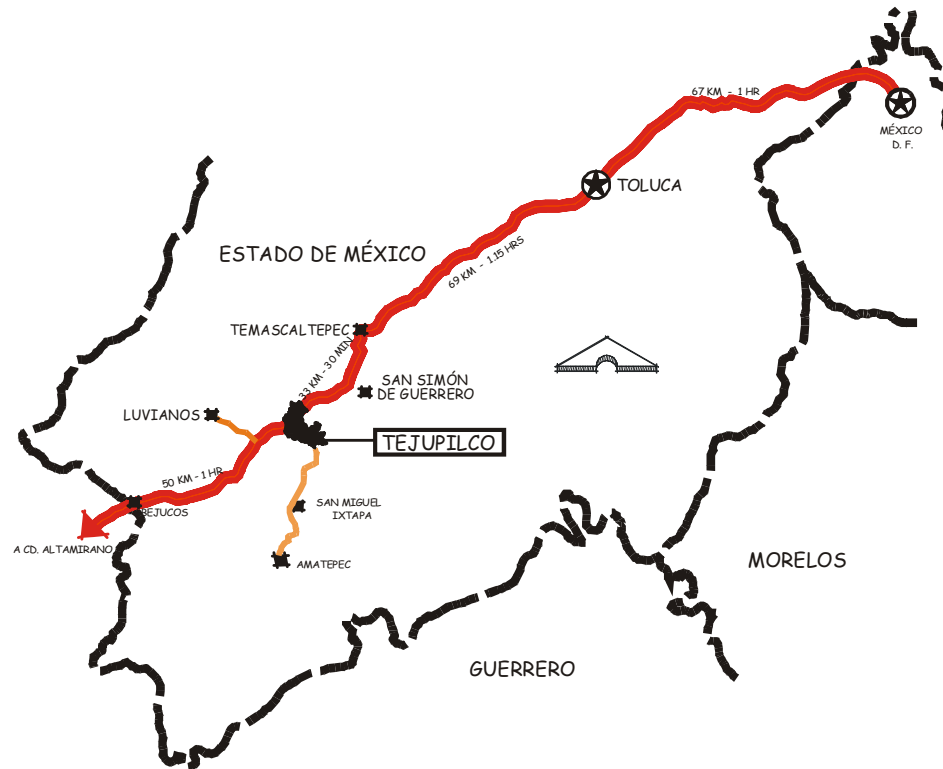 67 KM - 1 HR
MÉXICO
D. F.
TOLUCA
ESTADO DE MÉXICO
69 KM - 1.15 HRS
TEMASCALTEPEC
33 KM - 30 MIN
SAN SIMÓN
DE GUERRERO
LUVIANOS
TEJUPILCO
50 KM - 1 HR
SAN MIGUEL
IXTAPA
BEJUCOS
A CD. ALTAMIRANO
AMATEPEC
MORELOS
GUERRERO